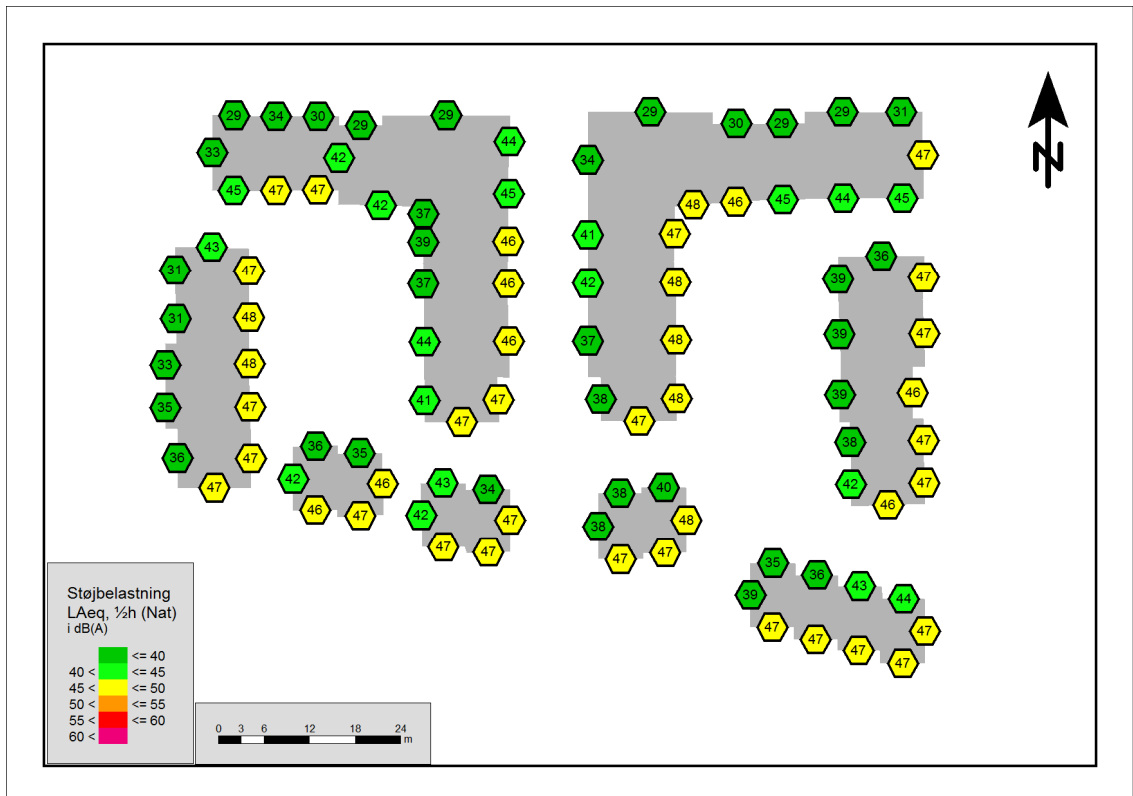 29 34 30 29 29 29 30 29 29 31
33 42 44 34 47
45 47 47 42 45 48 46 45 44 45
37
43 39 46 41 47 36
31 47 37 46 42 48 39 47
31 48 39 47
33 48 44 46 37 48
35 47 41 47 38 48 39 46
47 47
36 47 36 35 38 47
47 42 46 43 34 38 40 42 47
46 47 42 47 38 48 46
47 47 47 47
35 36 43 44
39
47 47 47 47 47
N
Støjbelastning
LAeq, ½h (Nat)
i dB(A)
<= 40
40 < <= 45
45 < <= 50
50 < <= 55
55 < <= 60
60 <
0 3 6 12 18 24
m